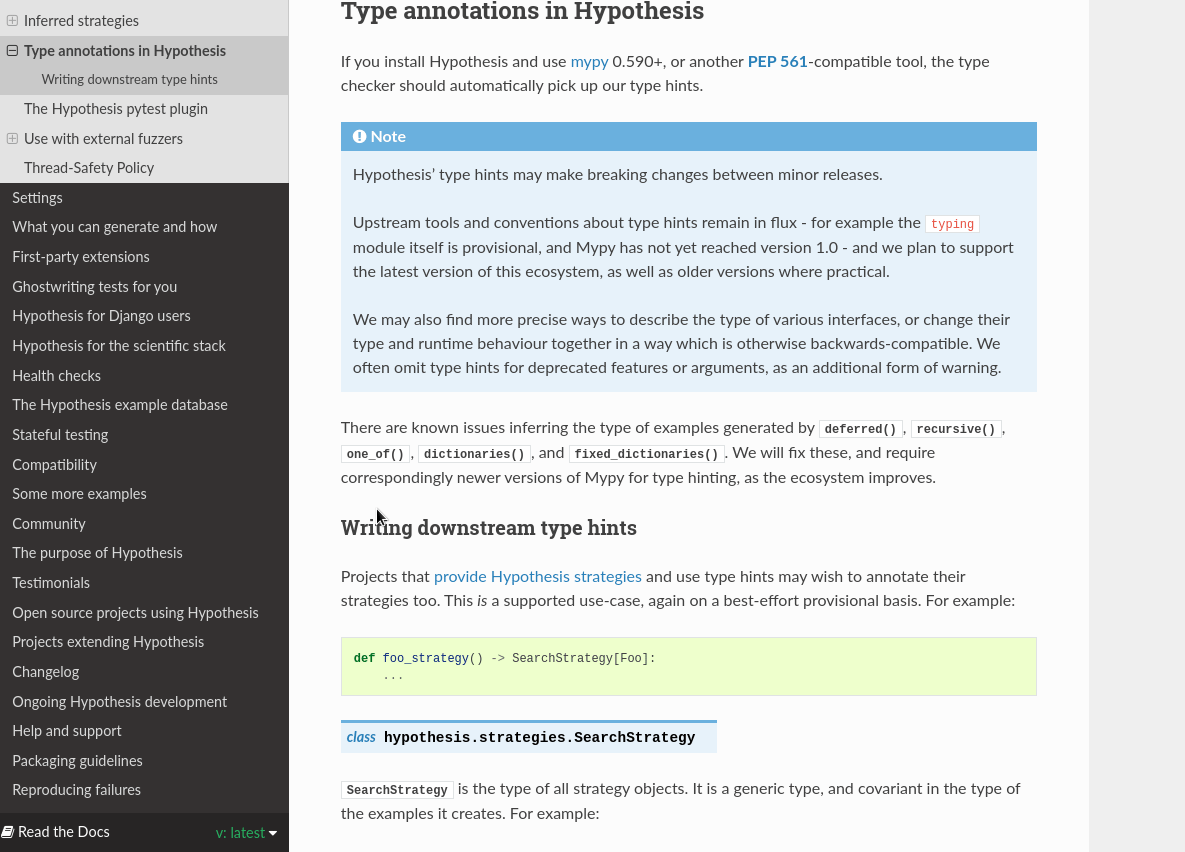 Inferred strategies
Type annotations in Hypothesis
Writing downstream type hints
The Hypothesis pytest plugin
Use with external fuzzers
Thread-Safety Policy
Settings
What you can generate and how
First-party extensions
Ghostwriting tests for you
Hypothesis for Django users
Hypothesis for the scientific stack
Health checks
The Hypothesis example database
Stateful testing
Compatibility
Some more examples
Community
The purpose of Hypothesis
Testimonials
Open source projects using Hypothesis
Projects extending Hypothesis
Changelog
Ongoing Hypothesis development
Help and support
Packaging guidelines
Reproducing failures
Read the Docs
v: latest
Type annotations in Hypothesis
If you install Hypothesis and use mypy 0.590+, or another PEP 561-compatible tool, the type
checker should automatically pick up our type hints.
Note
Hypothesis’ type hints may make breaking changes between minor releases.
Upstream tools and conventions about type hints remain in flux - for example the typing
module itself is provisional, and Mypy has not yet reached version 1.0 - and we plan to support
the latest version of this ecosystem, as well as older versions where practical.
We may also find more precise ways to describe the type of various interfaces, or change their
type and runtime behaviour together in a way which is otherwise backwards-compatible. We
often omit type hints for deprecated features or arguments, as an additional form of warning.
There are known issues inferring the type of examples generated by deferred(), recursive(),
one_of(), dictionaries(), and fixed_dictionaries(). We will fix these, and require
correspondingly newer versions of Mypy for type hinting, as the ecosystem improves.
Writing downstream type hints
Projects that provide Hypothesis strategies and use type hints may wish to annotate their
strategies too. This is a supported use-case, again on a best-effort provisional basis. For example:
def foo_strategy() -> SearchStrategy[Foo]:
    ...
class hypothesis.strategies.SearchStrategy
SearchStrategy is the type of all strategy objects. It is a generic type, and covariant in the type of
the examples it creates. For example: